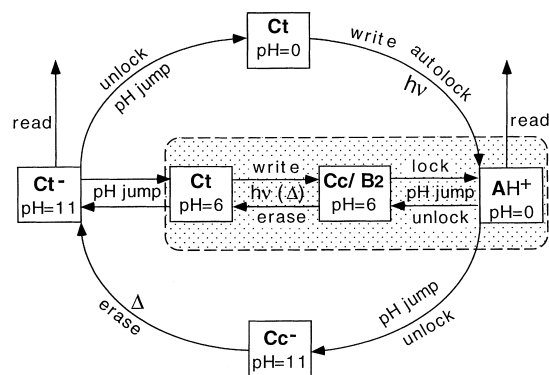 Ct
pH=0
write autolock
hν
unlock
pH jump
read
read
Ct-
pH=11
pH jump
Ct
pH=6
write
hν (Δ)
erase
Cc/ B2
pH=6
lock
pH jump
unlock
AH+
pH=0
Δ
erase
Cc-
pH=11
pH jump
unlock